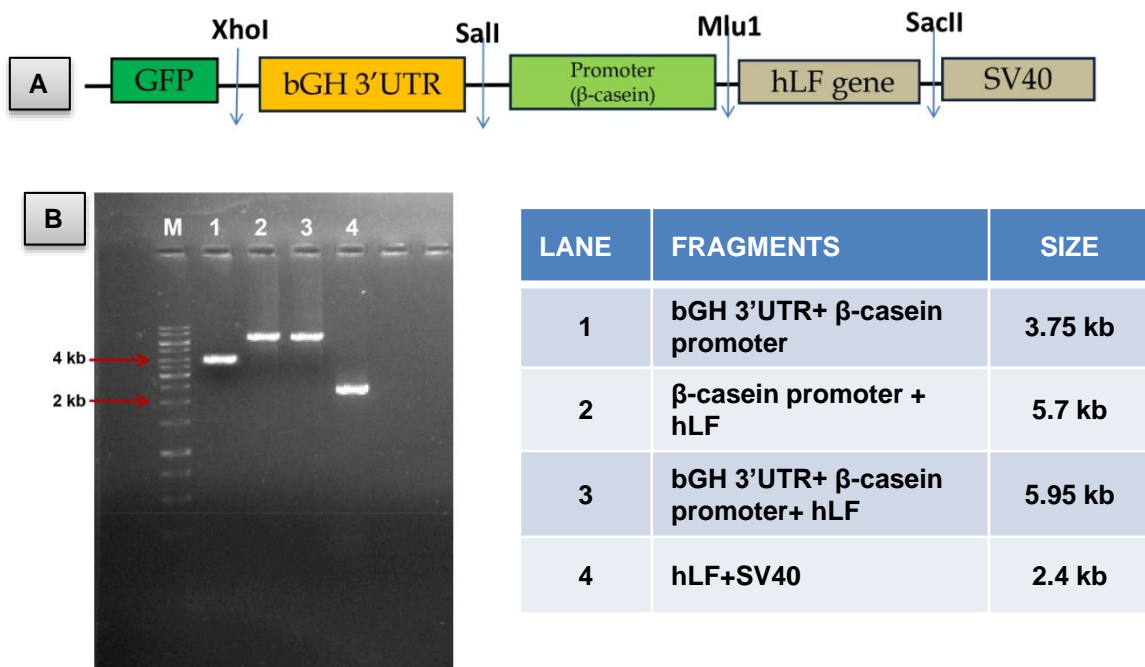 XhoI
SalI
Mlu1
SacII
A
GFP
bGH 3’UTR
Promoter
(β-casein)
hLF gene
SV40
B
M 1 2 3 4
4 kb
2 kb
LANE FRAGMENTS SIZE
1 bGH 3’UTR+ β-casein promoter 3.75 kb
2 β-casein promoter + hLF 5.7 kb
3 bGH 3’UTR+ β-casein promoter+ hLF 5.95 kb
4 hLF+SV40 2.4 kb